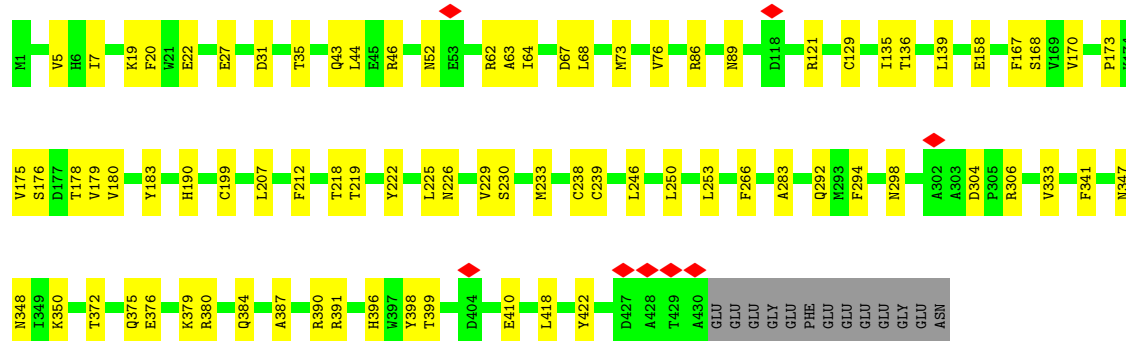 M1 V5 H6 I7 K19 F20 W21 E22 E27 D31 T35 Q43 L44 E45 R46 N52 E53 R62 A63 I64 D67 L68 M73 V76 R86 N89 D118 R121 C129 I135 T136 L139 E158 F167 S168 V169 V170 P173 K174
V175 S176 D177 T178 V179 V180 Y183 H190 C199 L207 F212 T218 T219 Y222 L225 N226 V229 S230 M233 C238 C239 L246 L250 L253 F266 A283 Q292 M293 F294 N298 A302 A303 D304 P305 R306 V333 F341 N347
N348 I349 K350 T372 Q375 E376 K379 R380 Q384 A387 R390 R391 H396 W397 Y398 T399 D404 E410 L418 Y422 D427 A428 T429 A430 GLU GLU GLU GLY GLU PHE GLU GLU GLU GLU GLY GLU ASN